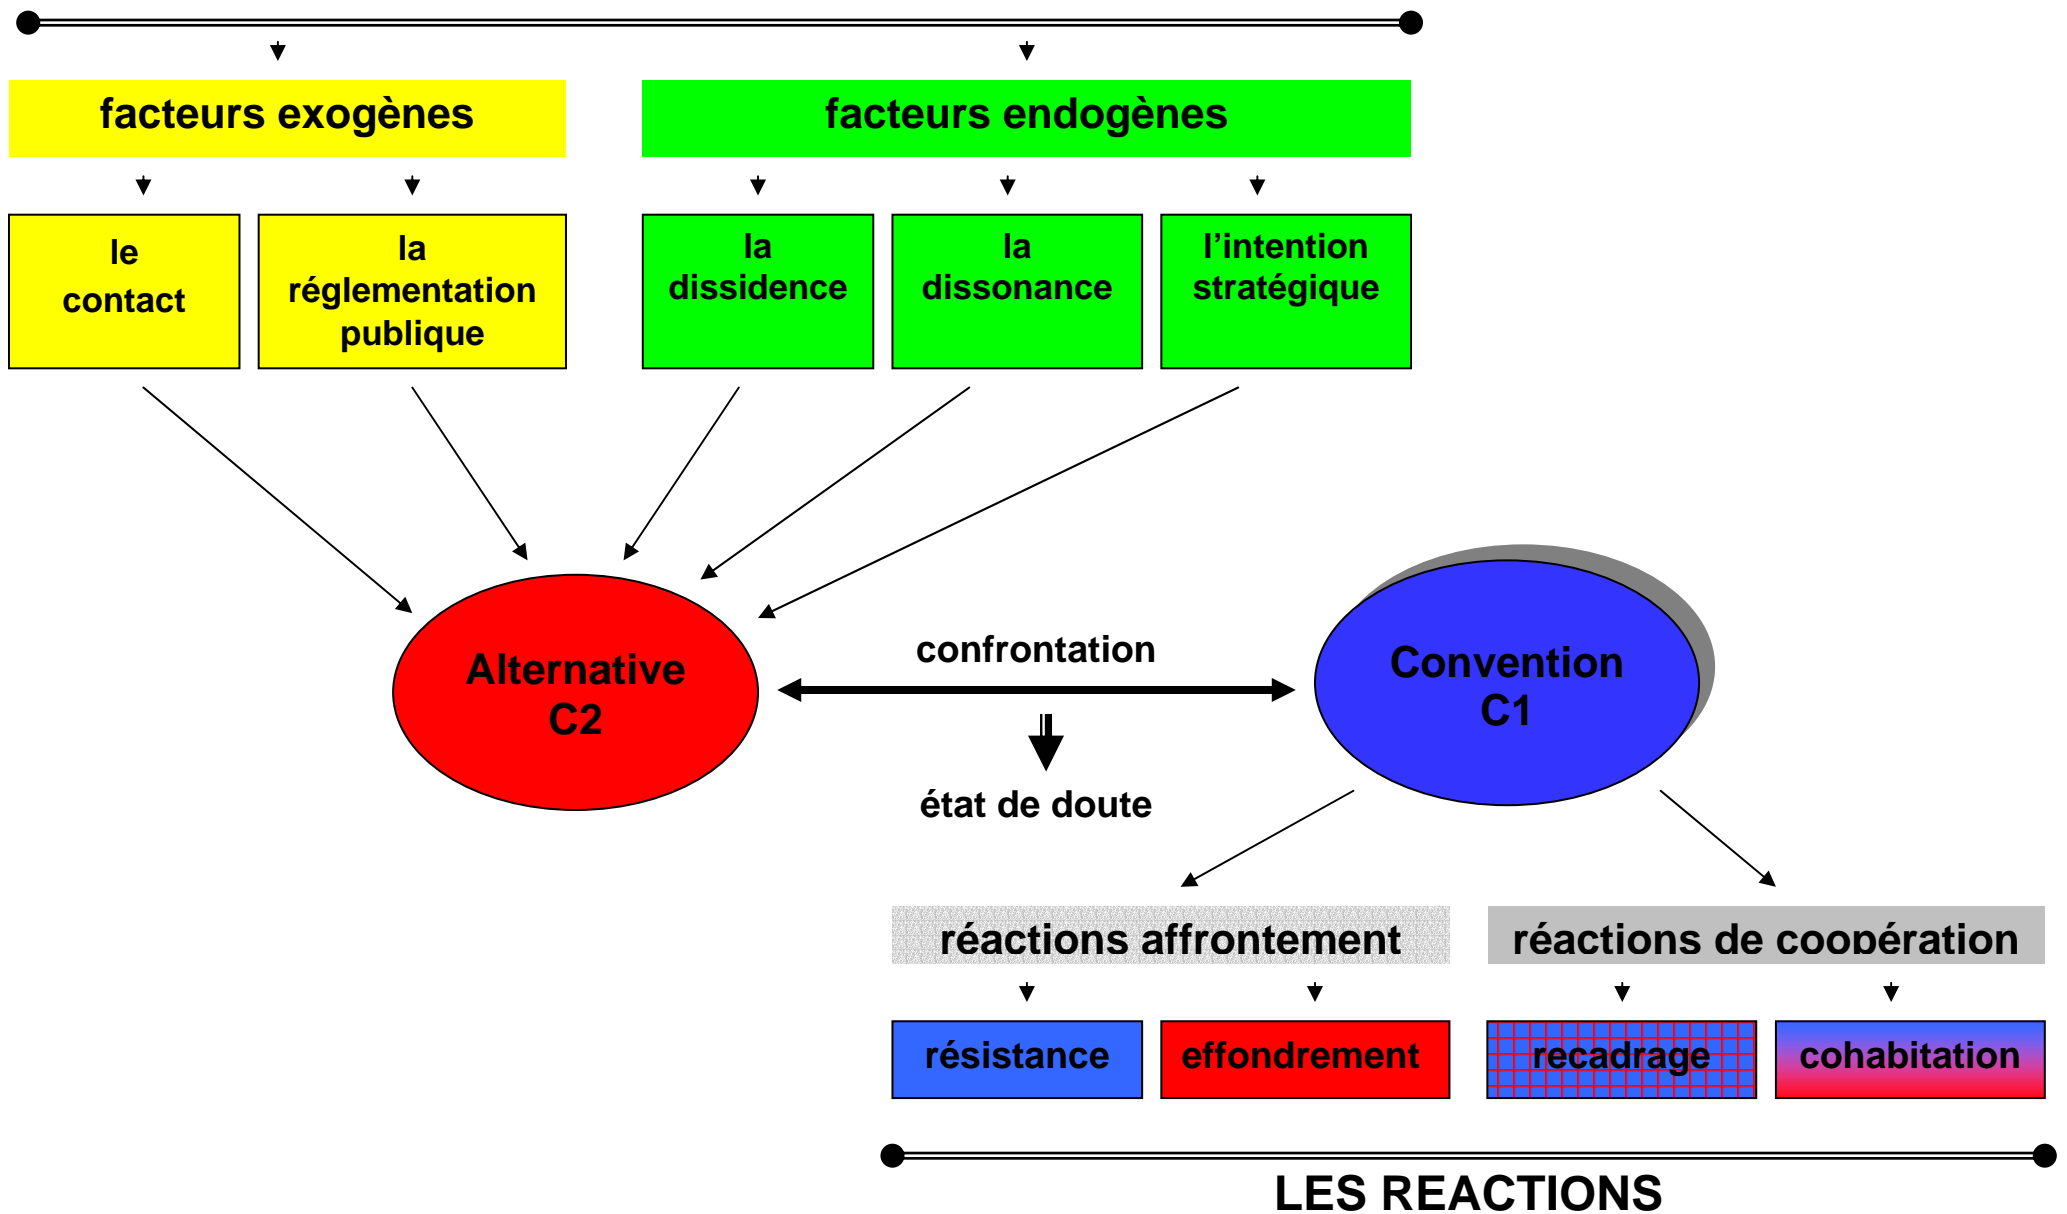 facteurs exogènes
facteurs endogènes
le
contact
la
réglementation
publique
la
dissidence
la
dissonance
l’intention
stratégique
Alternative
C2
confrontation
état de doute
Convention
C1
réactions affrontement
réactions de coopération
résistance
effondrement
recadrage
cohabitation
LES REACTIONS